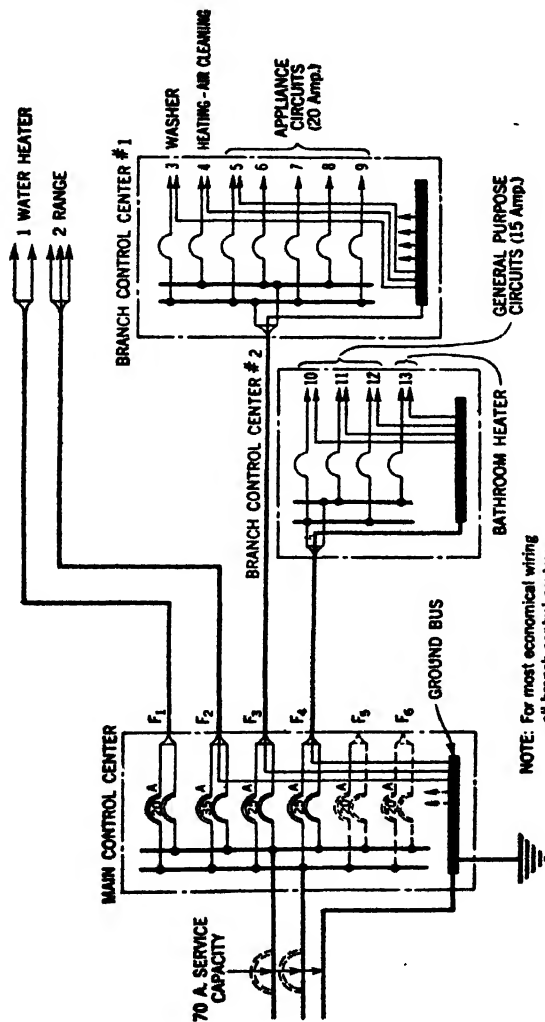 1 WATER HEATER
2 RANGE
BRANCH CONTROL CENTER #1
3 WASHER
4 HEATING-AIR CLEANING
5
6
7
8
9
APPLIANCE
CIRCUITS
(20 Amp.)
BRANCH CONTROL CENTER #2
10
11
12
13
GENERAL PURPOSE
CIRCUITS (15 Amp.)
BATHROOM HEATER
MAIN CONTROL CENTER
F1
F2
F3
F4
F5
F6
A
A
A
A
A
A
70 A. SERVICE
CAPACITY
GROUND BUS
NOTE: For most economical wiring